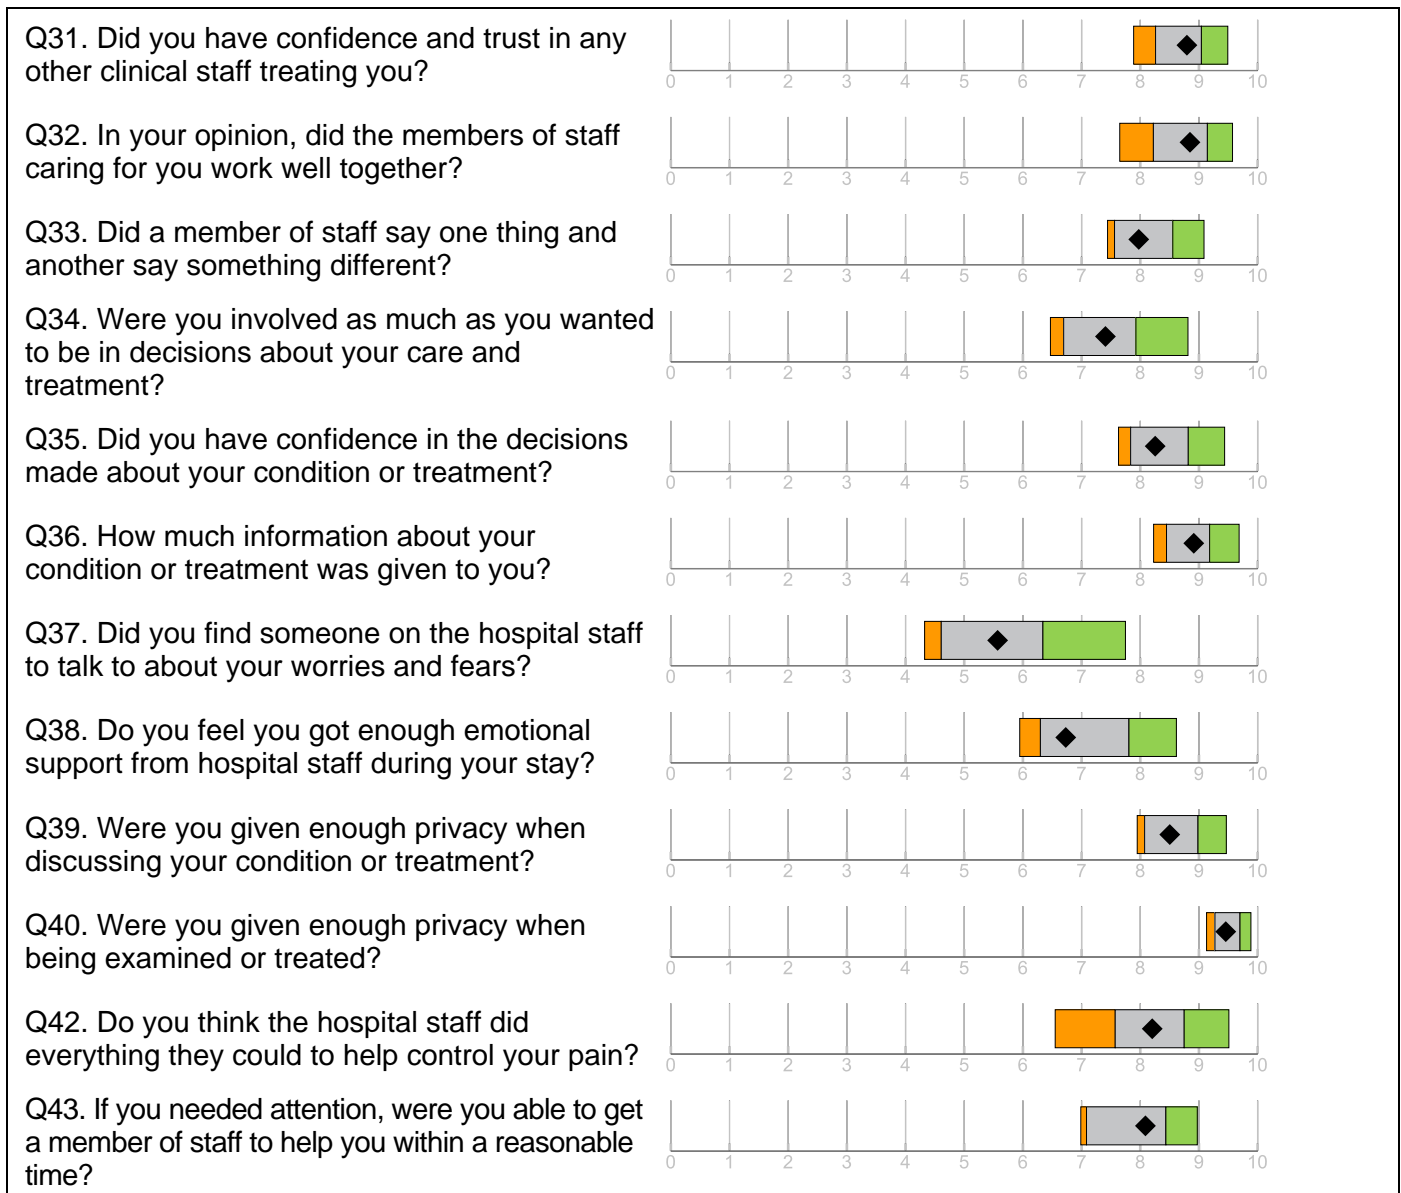 Q31. Did you have confidence and trust in any
other clinical staff treating you?
0 1 2 3 4 5 6 7 8 9 10
Q32. In your opinion, did the members of staff
caring for you work well together?
0 1 2 3 4 5 6 7 8 9 10
Q33. Did a member of staff say one thing and
another say something different?
0 1 2 3 4 5 6 7 8 9 10
Q34. Were you involved as much as you wanted
to be in decisions about your care and
treatment?
0 1 2 3 4 5 6 7 8 9 10
Q35. Did you have confidence in the decisions
made about your condition or treatment?
0 1 2 3 4 5 6 7 8 9 10
Q36. How much information about your
condition or treatment was given to you?
0 1 2 3 4 5 6 7 8 9 10
Q37. Did you find someone on the hospital staff
to talk to about your worries and fears?
0 1 2 3 4 5 6 7 8 9 10
Q38. Do you feel you got enough emotional
support from hospital staff during your stay?
0 1 2 3 4 5 6 7 8 9 10
Q39. Were you given enough privacy when
discussing your condition or treatment?
0 1 2 3 4 5 6 7 8 9 10
Q40. Were you given enough privacy when
being examined or treated?
0 1 2 3 4 5 6 7 8 9 10
Q42. Do you think the hospital staff did
everything they could to help control your pain?
0 1 2 3 4 5 6 7 8 9 10
Q43. If you needed attention, were you able to get
a member of staff to help you within a reasonable
time?
0 1 2 3 4 5 6 7 8 9 10